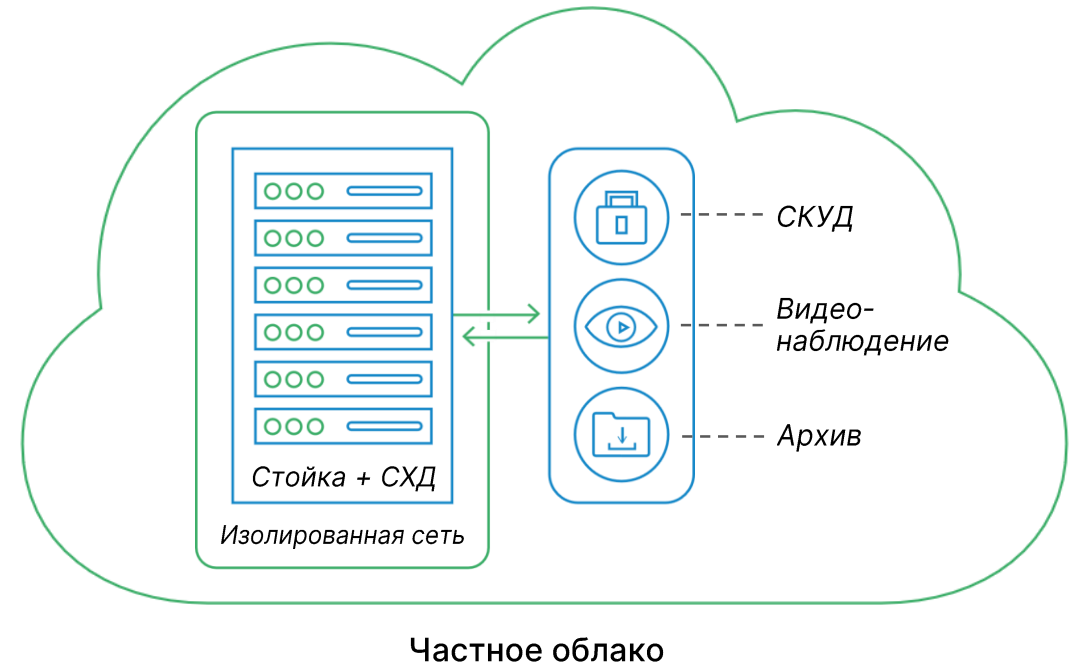 СКУД
Видео-
наблюдение
Архив
Стойка + СХД
Изолированная сеть
Частное облако